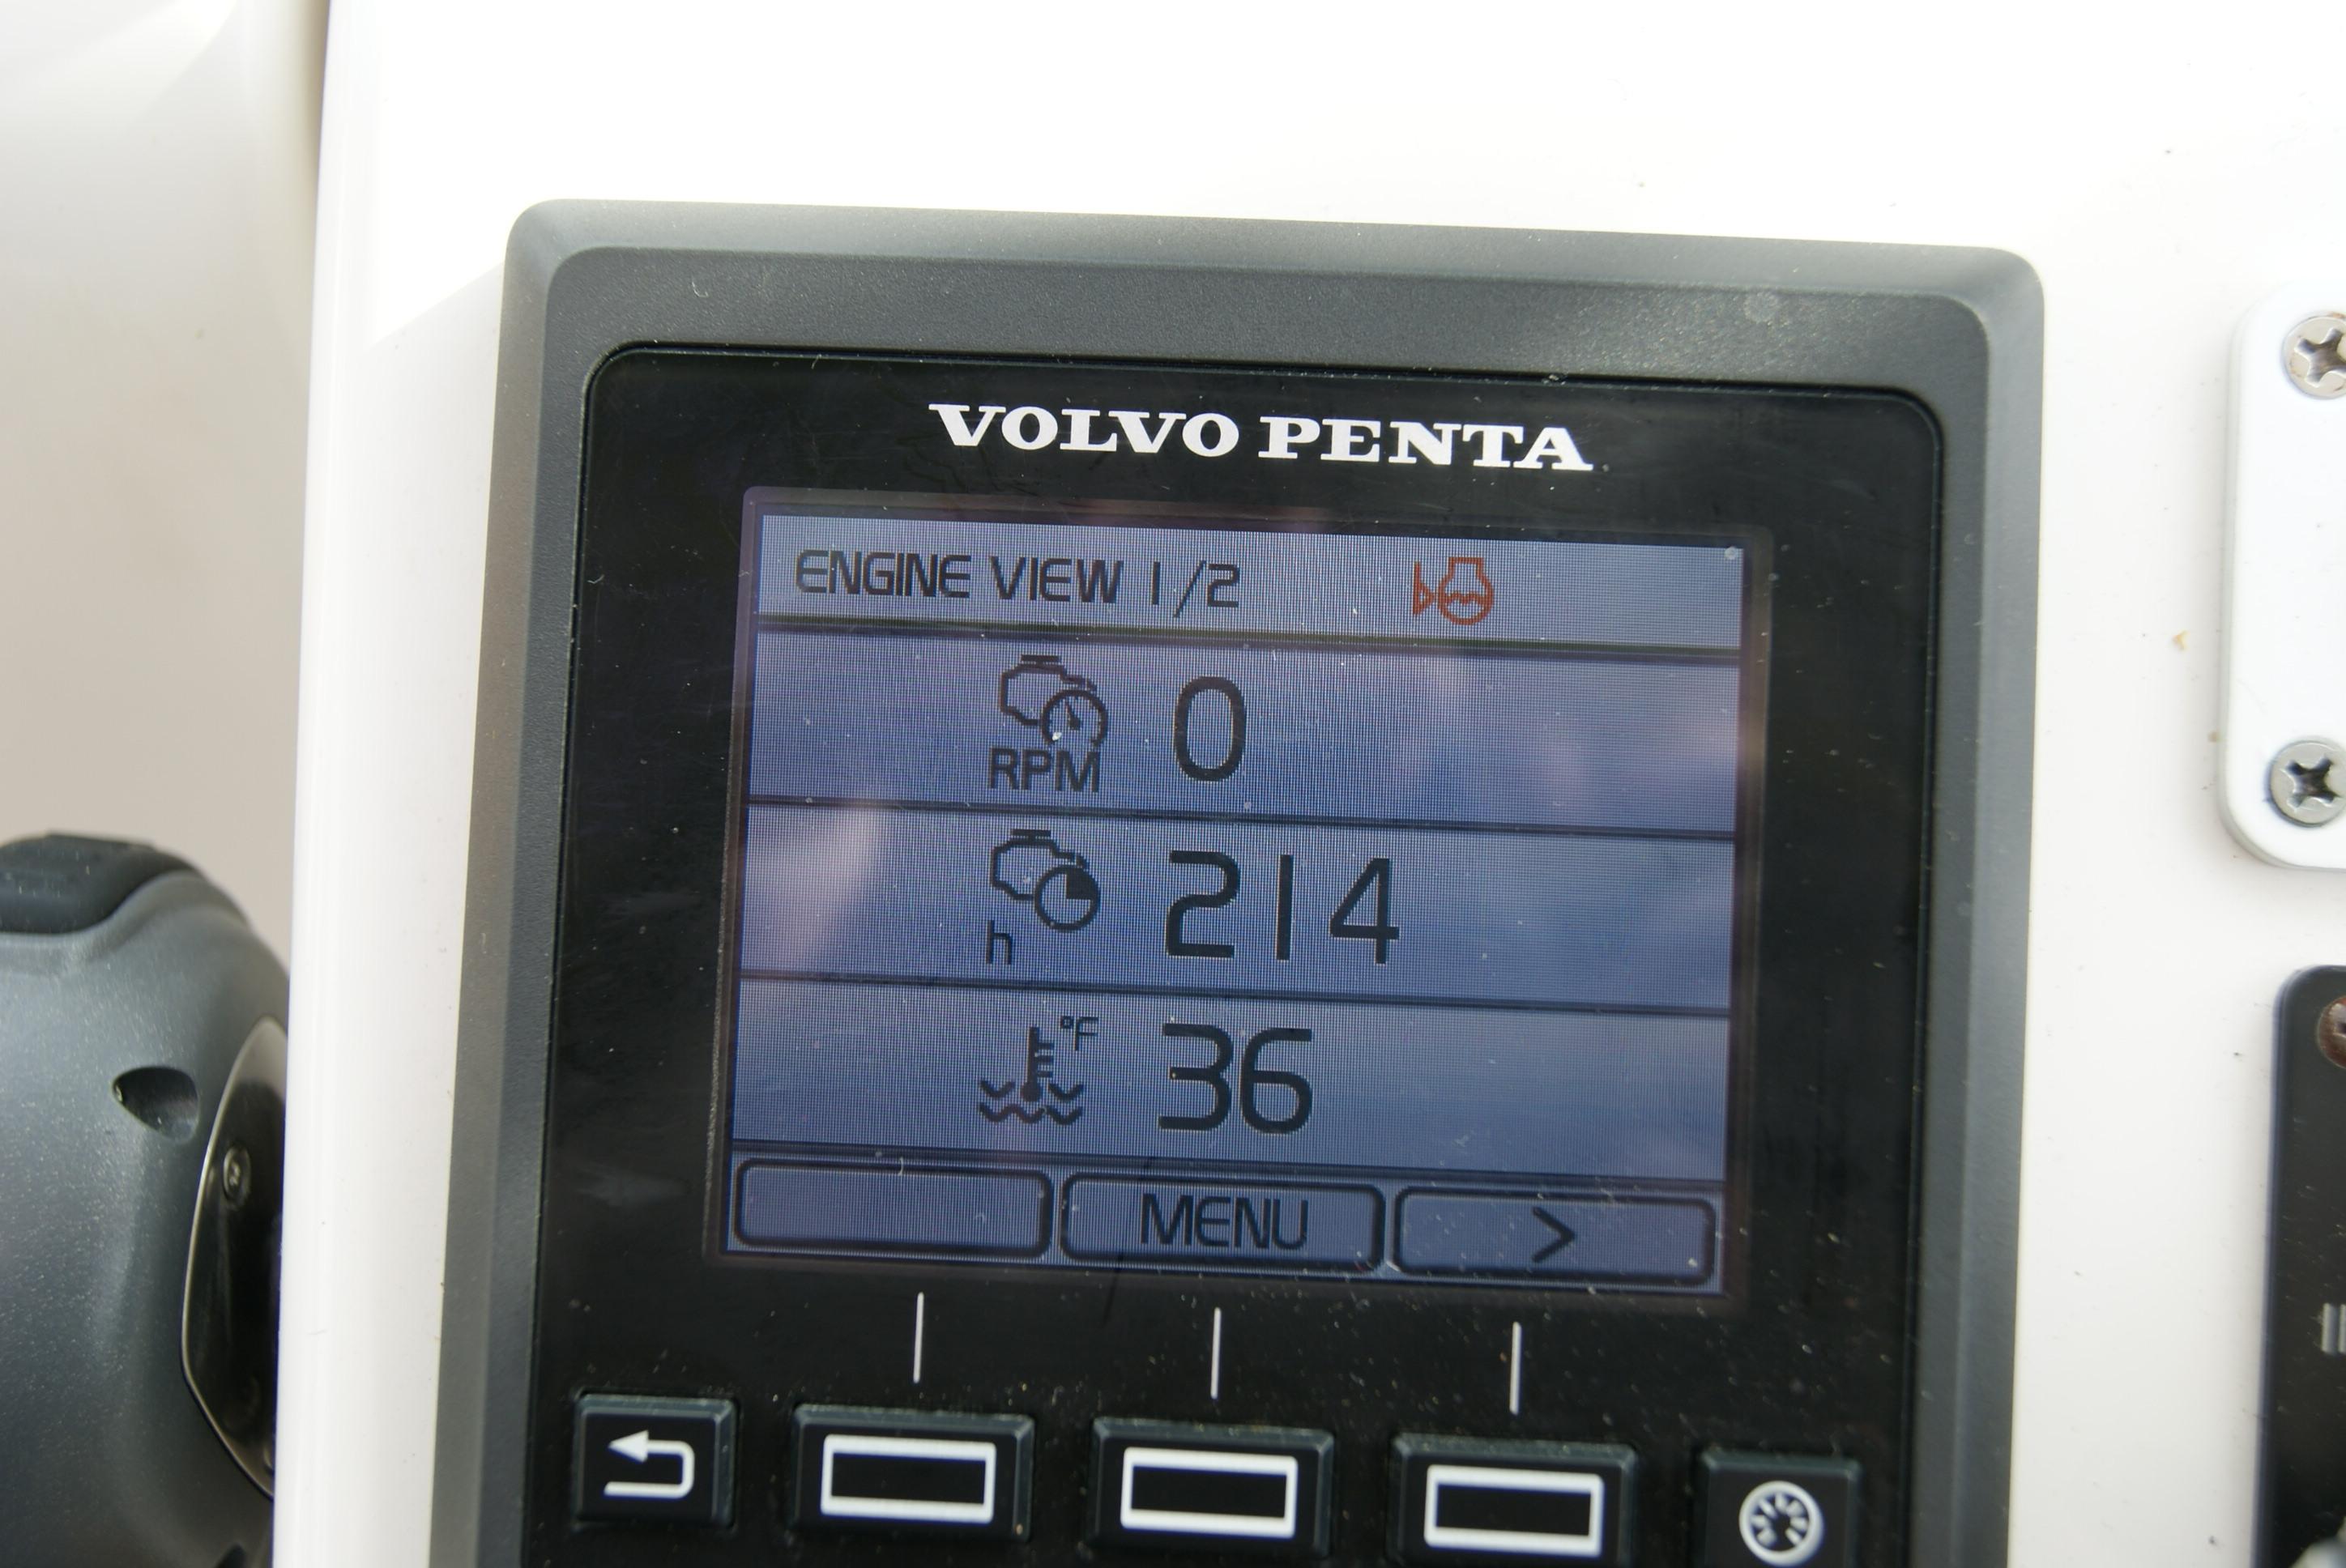 VOLVO PENTA
ENGINE VIEW 1/2
RPM 0
h 214
°F 36
MENU >